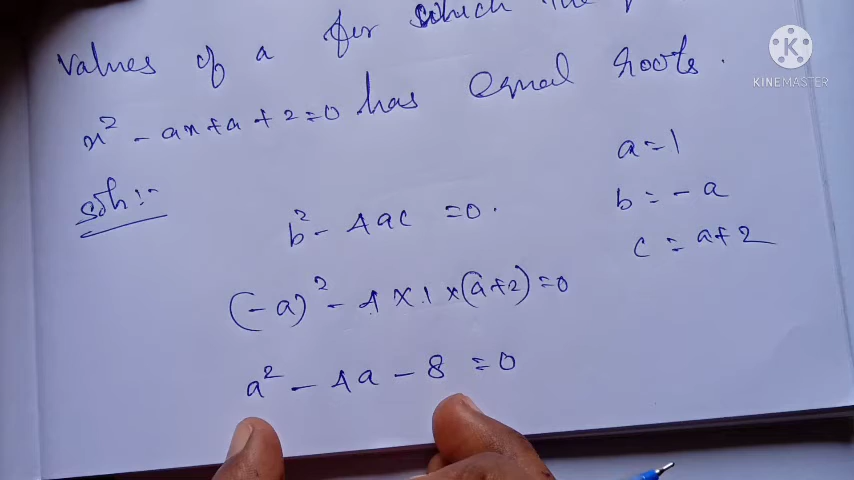 values of a for which the
x² - ax + a + 2 = 0 has equal roots.
Soln :-
b² - 4ac = 0.
a = 1
b = - a
c = a + 2
(-a)² - 4 × 1 × (a + 2) = 0
a² - 4a - 8 = 0
K
KINEMASTER